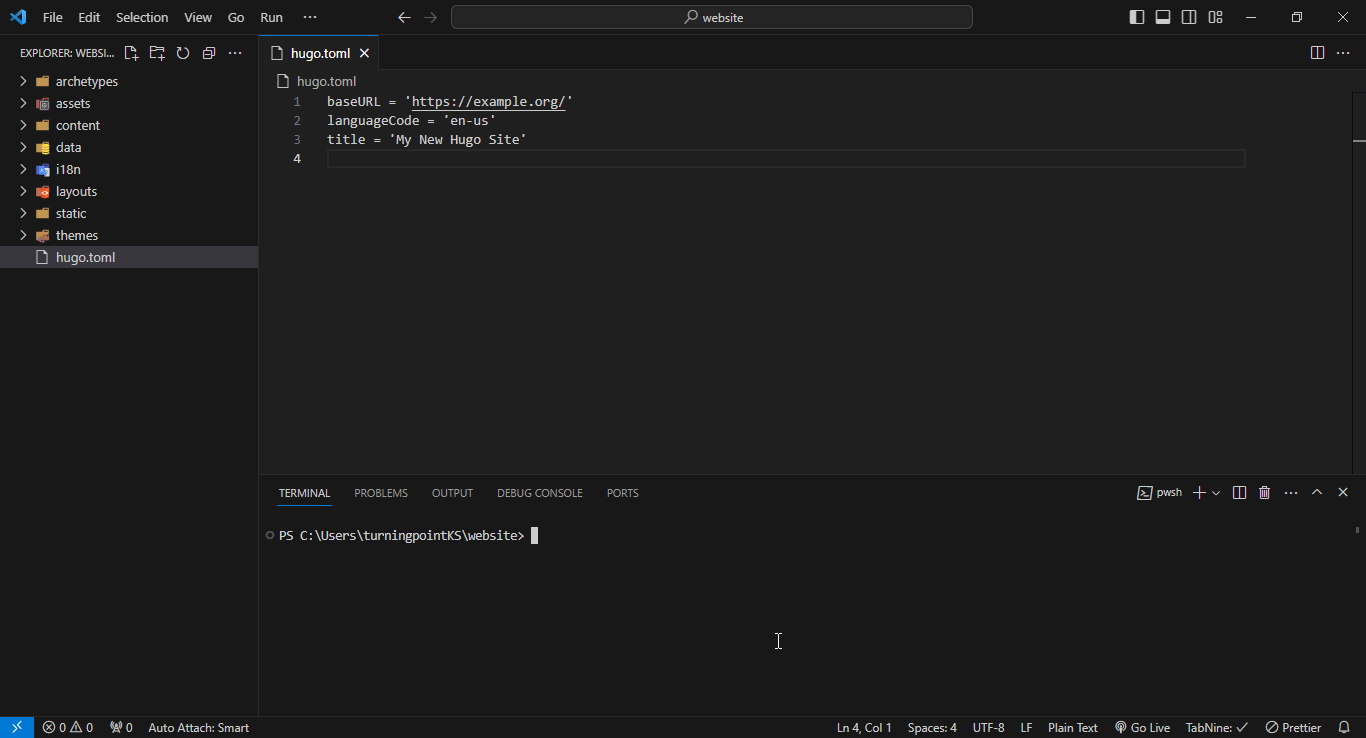 File Edit Selection View Go Run ··· website
EXPLORER: WEBSI... ···
archetypes
assets
content
data
i18n
layouts
static
themes
hugo.toml
hugo.toml
hugo.toml
1 baseURL = 'https://example.org/'
2 languageCode = 'en-us'
3 title = 'My New Hugo Site'
4
TERMINAL PROBLEMS OUTPUT DEBUG CONSOLE PORTS pwsh
PS C:\Users\turningpointKS\website>
0 0 0 Auto Attach: Smart Ln 4, Col 1 Spaces: 4 UTF-8 LF Plain Text Go Live TabNine: ✓ Prettier